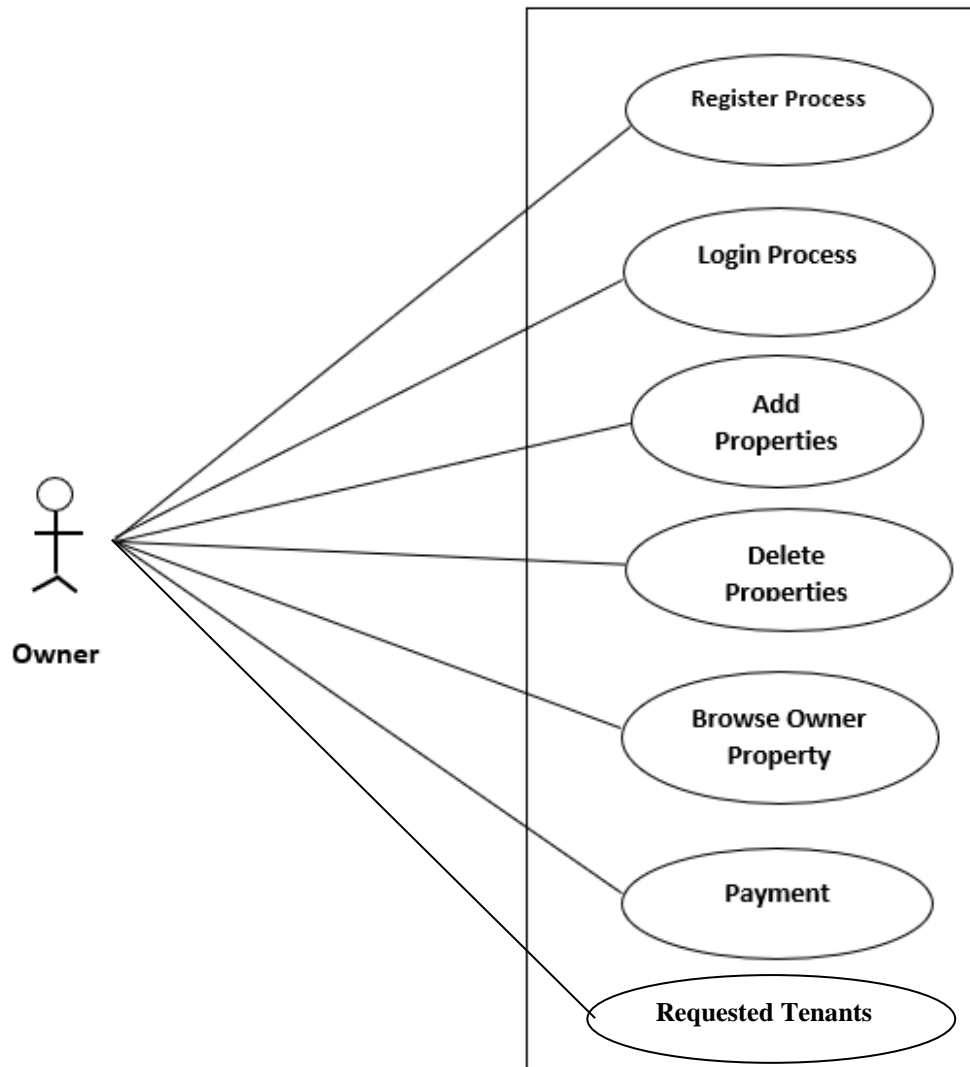 Register Process
Login Process
Add
Properties
Delete
Properties
Owner
Browse Owner
Property
Payment
Requested Tenants